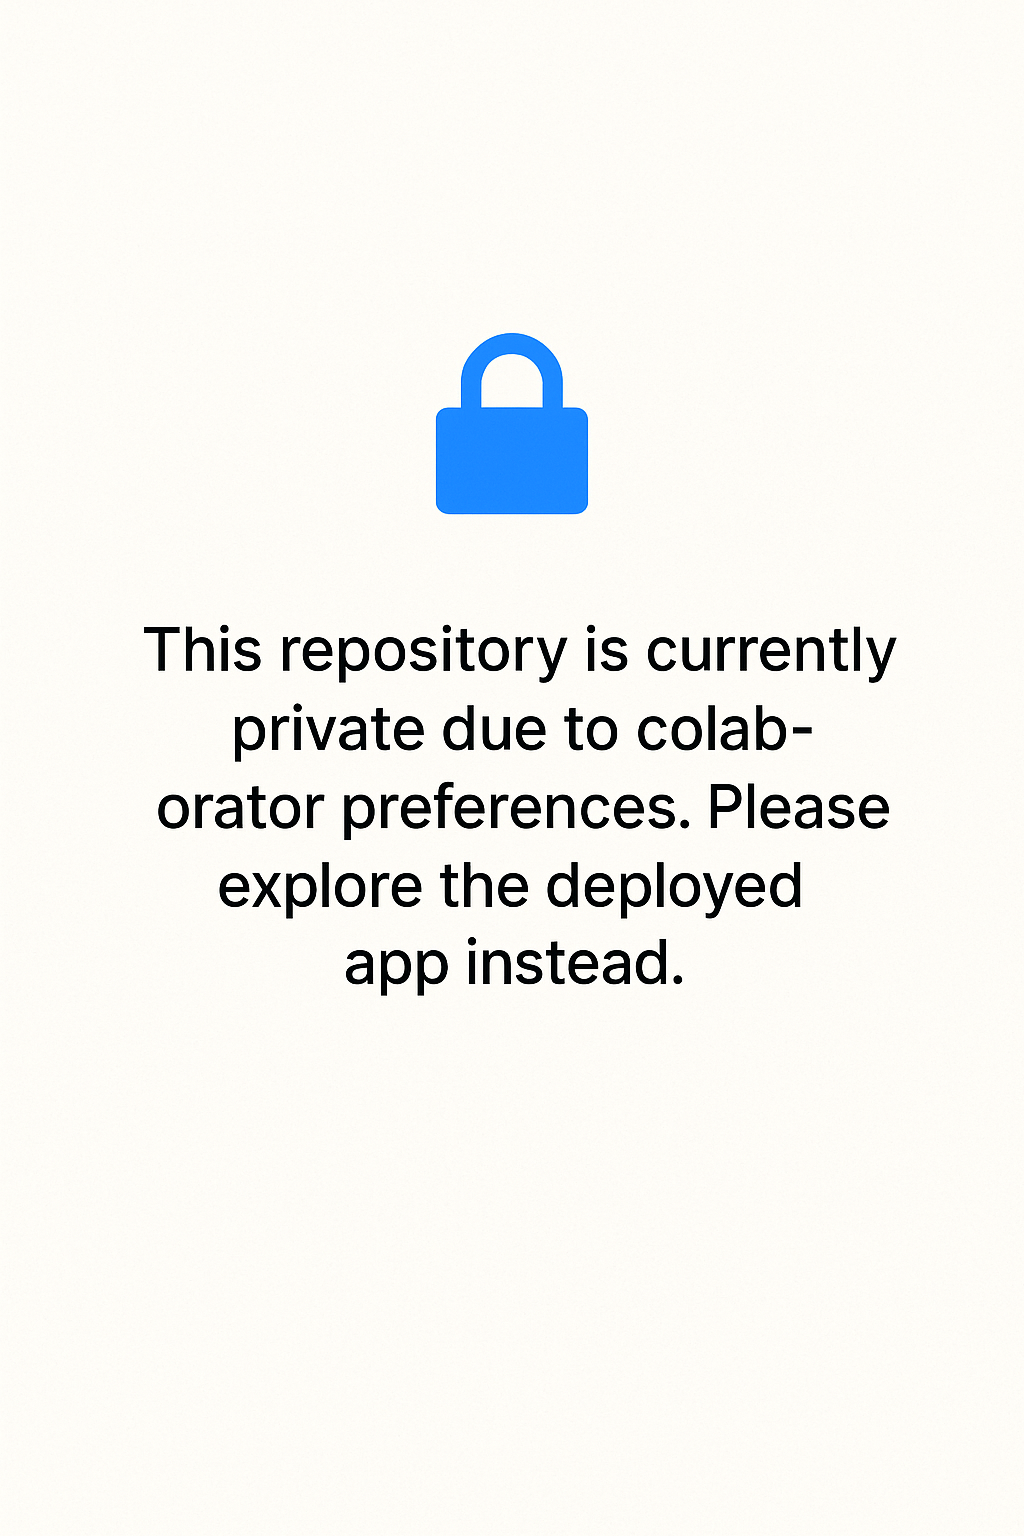 This repository is currently
private due to colab-
orator preferences. Please
explore the deployed
app instead.